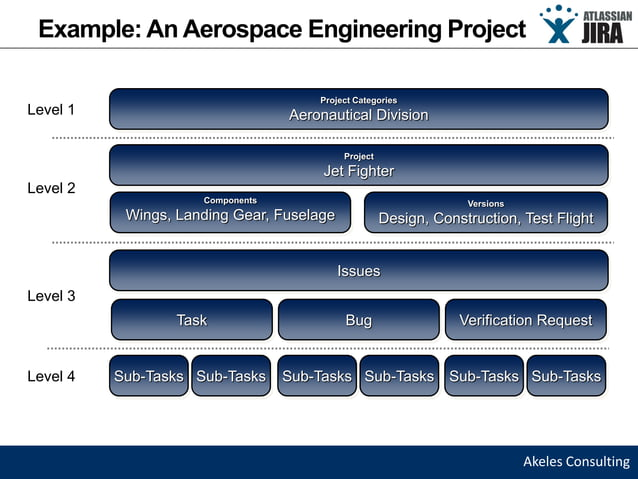 Example: An Aerospace Engineering Project
ATLASSIAN
JIRA
Level 1
Project Categories
Aeronautical Division
Level 2
Project
Jet Fighter
Components
Wings, Landing Gear, Fuselage
Versions
Design, Construction, Test Flight
Level 3
Issues
Task
Bug
Verification Request
Level 4
Sub-Tasks Sub-Tasks Sub-Tasks Sub-Tasks Sub-Tasks Sub-Tasks
Akeles Consulting